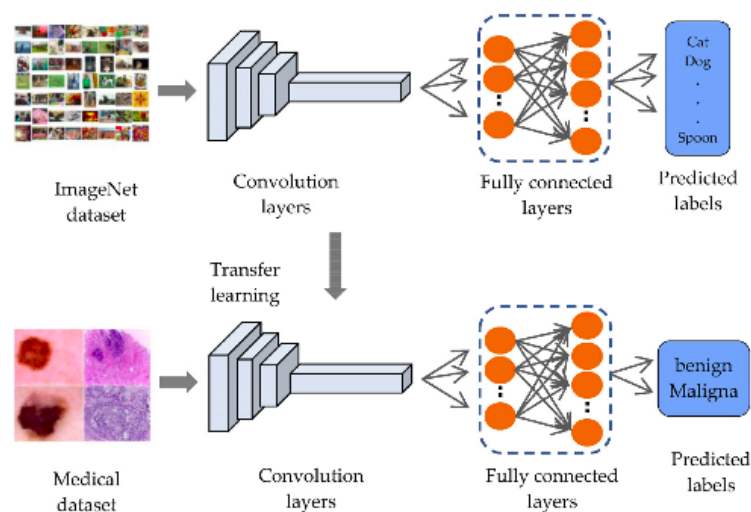 Cat
Dog
.
.
.
Spoon
ImageNet
dataset
Convolution
layers
Fully connected
layers
Predicted
labels
Transfer
learning
benign
Maligna
Medical
dataset
Convolution
layers
Fully connected
layers
Predicted
labels